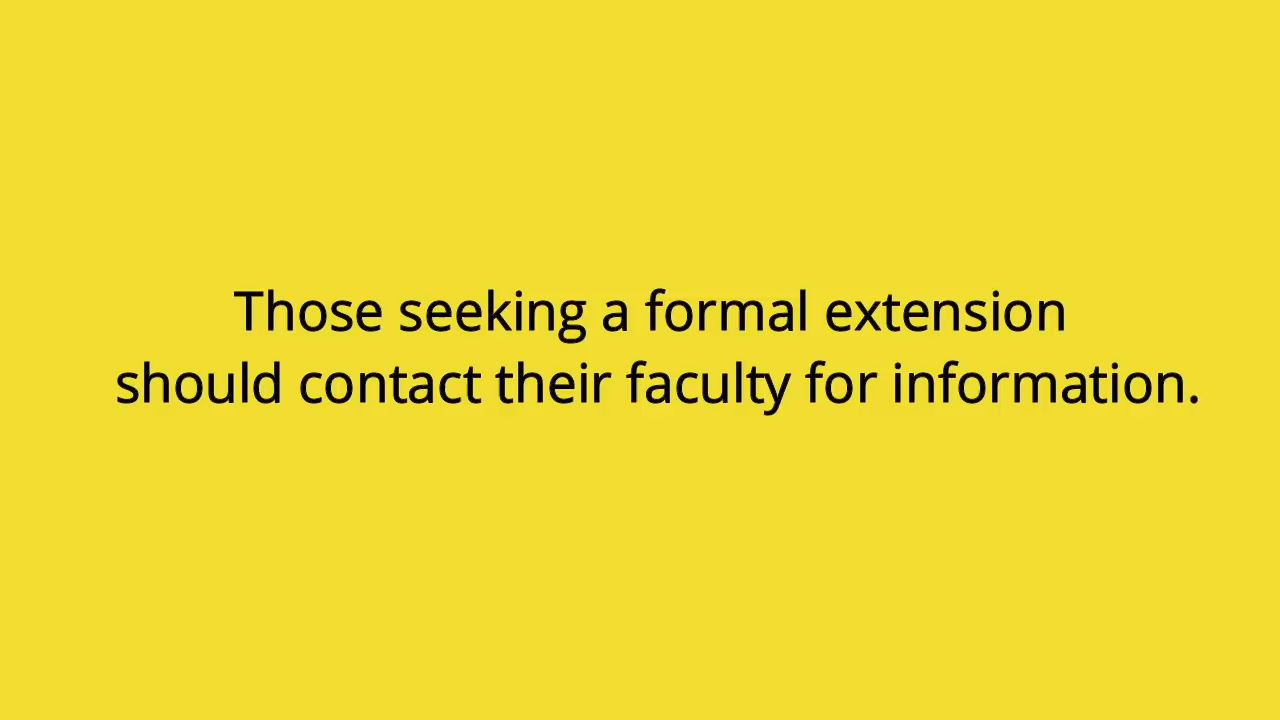 Those seeking a formal extension
should contact their faculty for information.